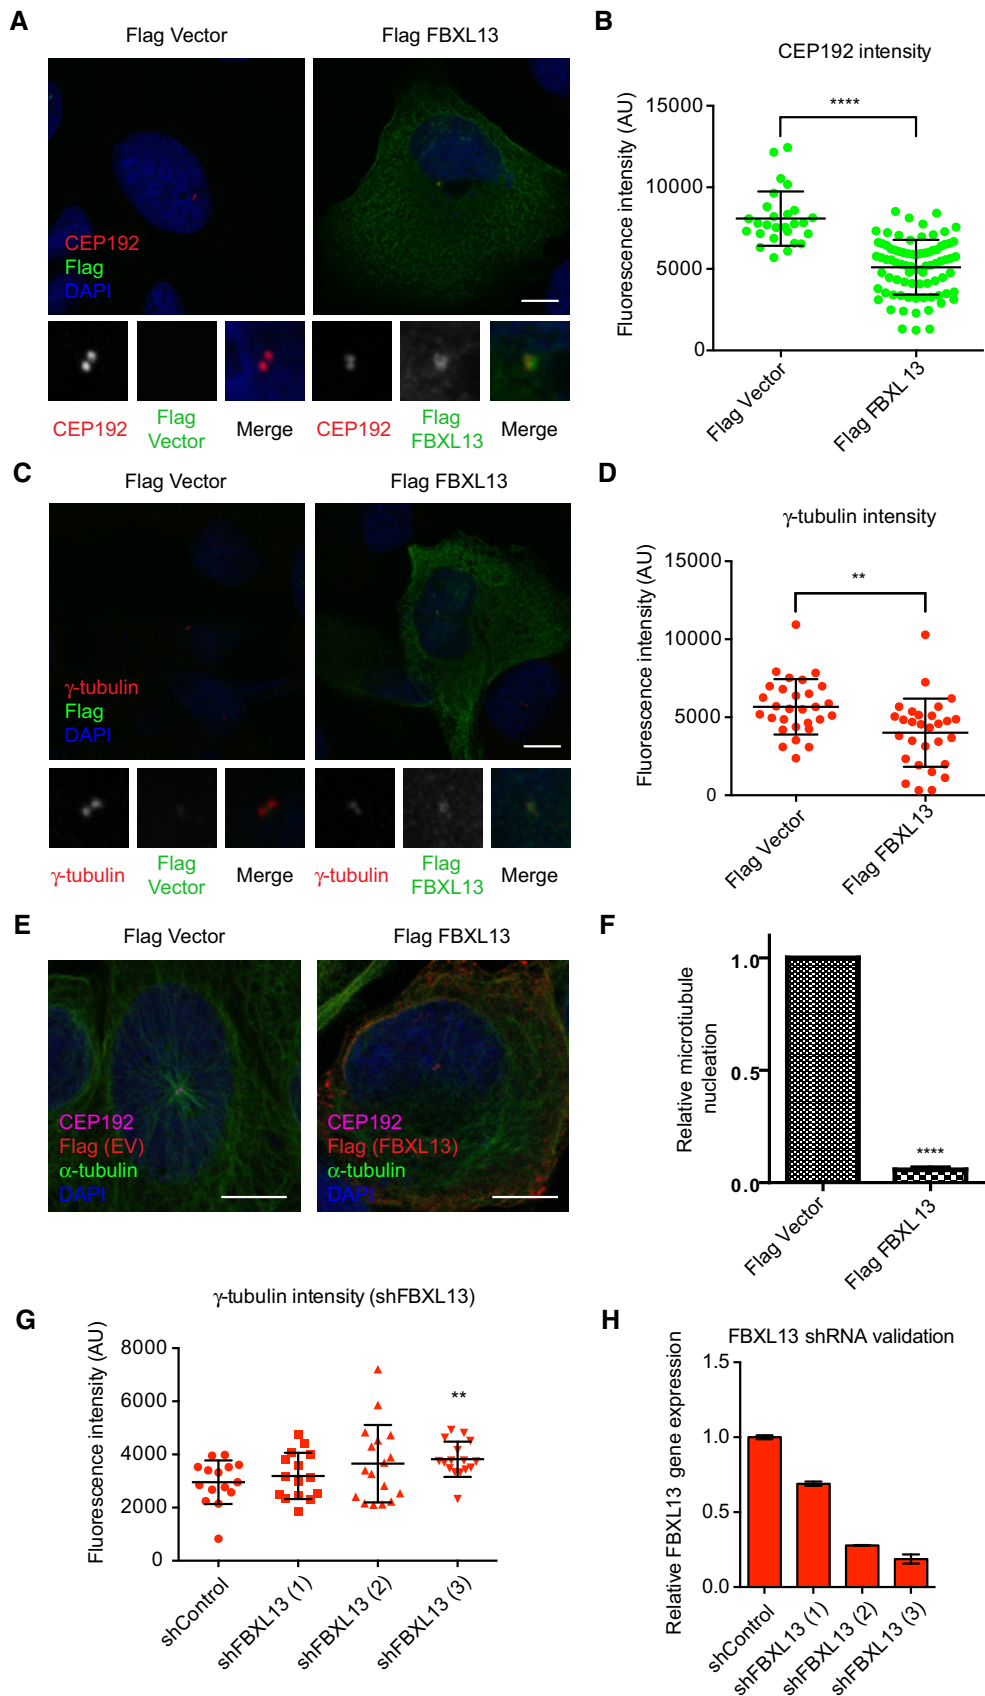 A
Flag Vector
Flag FBXL13
CEP192
Flag
DAPI
CEP192
Flag
Vector
Merge
CEP192
Flag
FBXL13
Merge
B
CEP192 intensity
Fluorescence intensity (AU)
15000
10000
5000
0
****
Flag Vector
Flag FBXL13
C
Flag Vector
Flag FBXL13
γ-tubulin
Flag
DAPI
γ-tubulin
Flag
Vector
Merge
γ-tubulin
Flag
FBXL13
Merge
D
γ-tubulin intensity
Fluorescence intensity (AU)
15000
10000
5000
0
**
Flag Vector
Flag FBXL13
E
Flag Vector
Flag FBXL13
CEP192
Flag (EV)
α-tubulin
DAPI
CEP192
Flag (FBXL13)
α-tubulin
DAPI
F
Relative microtiubule
nucleation
1.0
0.5
0.0
****
Flag Vector
Flag FBXL13
G
γ-tubulin intensity (shFBXL13)
Fluorescence intensity (AU)
8000
6000
4000
2000
0
**
shControl
shFBXL13 (1)
shFBXL13 (2)
shFBXL13 (3)
H
FBXL13 shRNA validation
Relative FBXL13 gene expression
1.5
1.0
0.5
0.0
shControl
shFBXL13 (1)
shFBXL13 (2)
shFBXL13 (3)